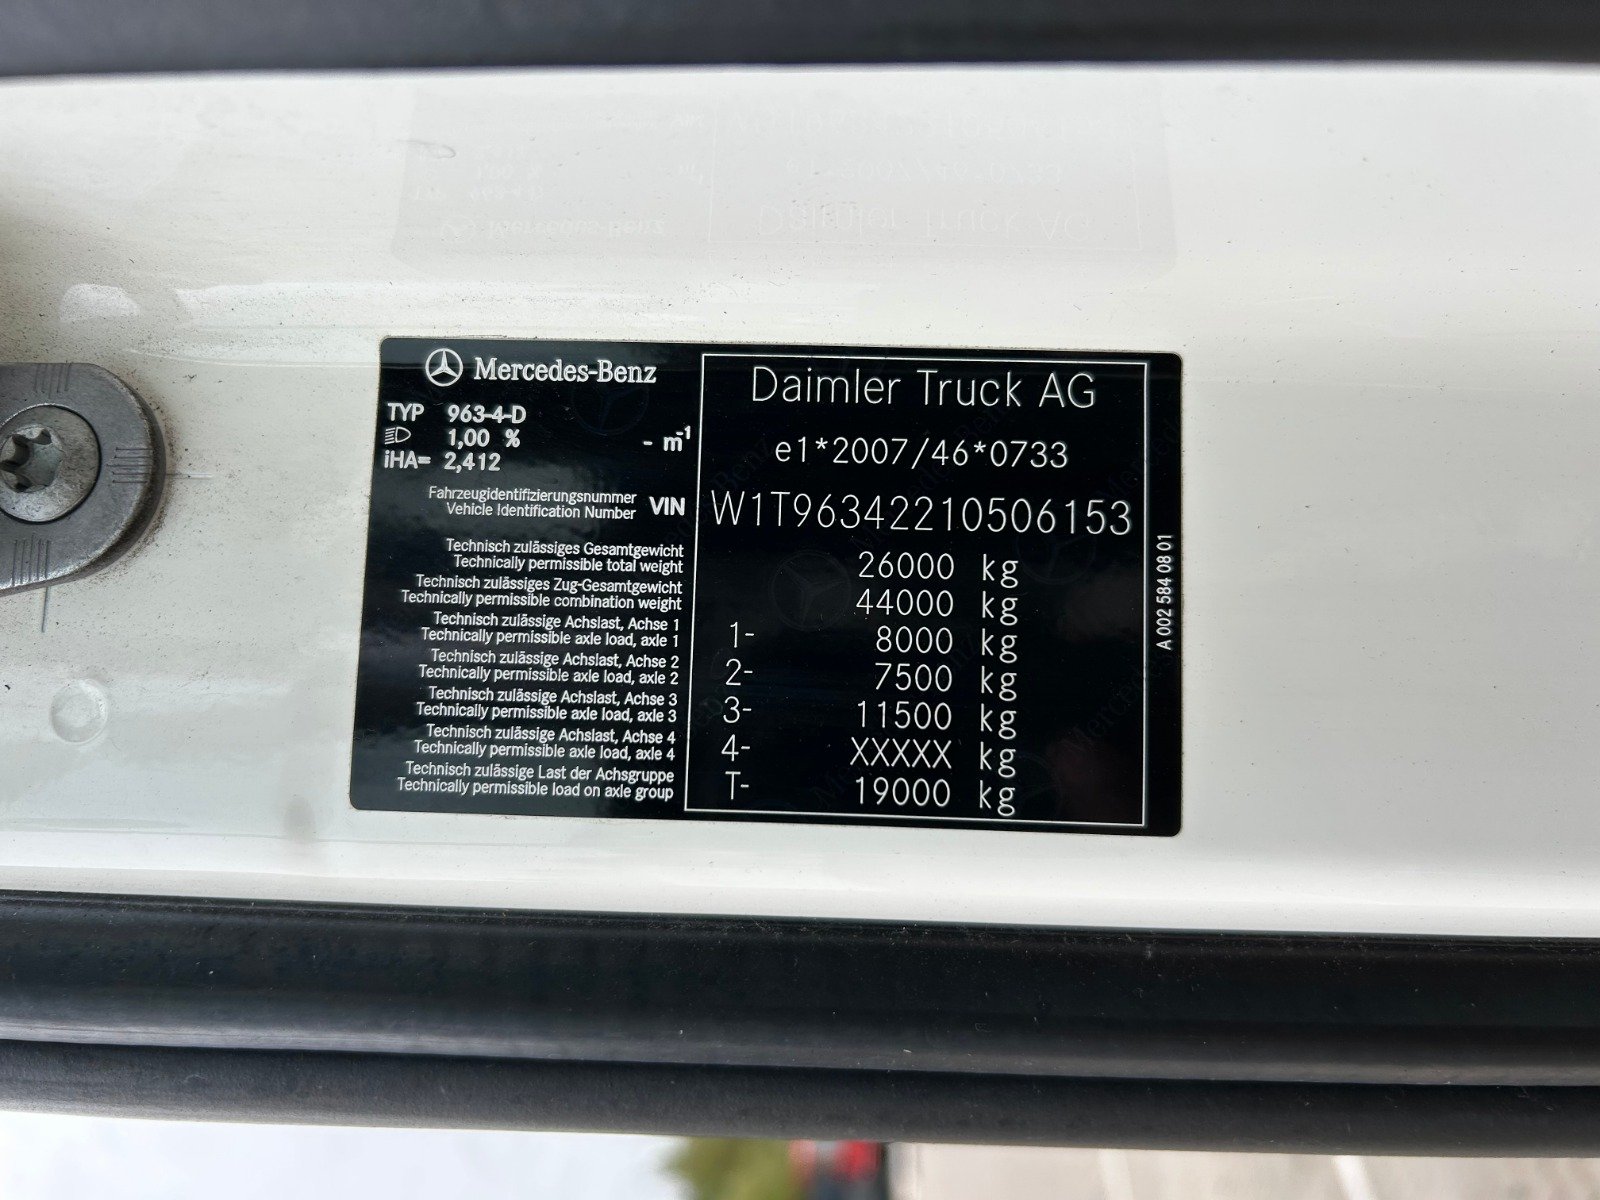 Mercedes-Benz
TYP 963-4-D
1,00 % - m-1
iHA= 2,412
Daimler Truck AG
e1*2007/46*0733
Fahrzeugidentifizierungsnummer
Vehicle Identification Number VIN W1T96342210506153
Technisch zulässiges Gesamtgewicht
Technically permissible total weight 26000 kg
Technisch zulässiges Zug-Gesamtgewicht
Technically permissible combination weight 44000 kg
Technisch zulässige Achslast, Achse 1
Technically permissible axle load, axle 1 1- 8000 kg
Technisch zulässige Achslast, Achse 2
Technically permissible axle load, axle 2 2- 7500 kg
Technisch zulässige Achslast, Achse 3
Technically permissible axle load, axle 3 3- 11500 kg
Technisch zulässige Achslast, Achse 4
Technically permissible axle load, axle 4 4- XXXXX kg
Technisch zulässige Last der Achsgruppe
Technically permissible load on axle group T- 19000 kg
A 002 584 08 01